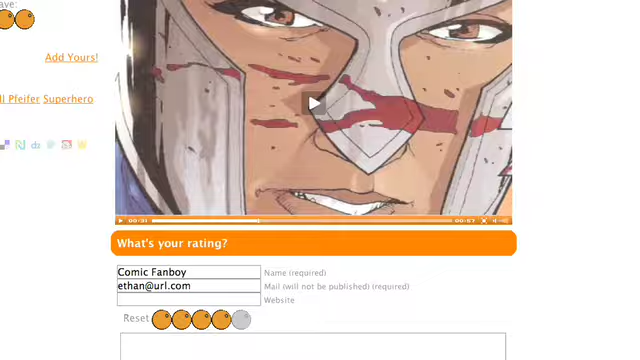 ave:
Add Yours!
ll Pfeifer Superhero
00:31 00:57
What's your rating?
Comic Fanboy Name (required)
ethan@url.com Mail (will not be published) (required)
Website
Reset